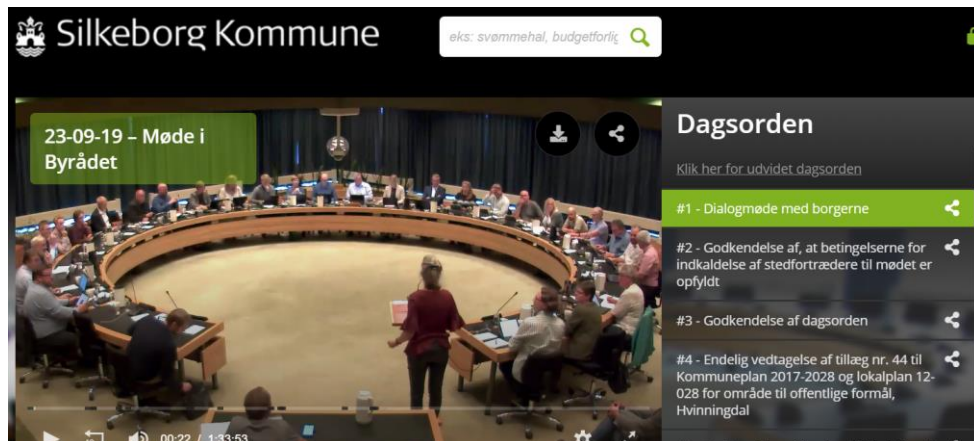 Silkeborg Kommune
eks: svømmehal, budgetforlig
23-09-19 – Møde i
Byrådet
Dagsorden
Klik her for udvidet dagsorden
#1 - Dialogmøde med borgerne
#2 - Godkendelse af, at betingelserne for
indkaldelse af stedfortrædere til mødet er
opfyldt
#3 - Godkendelse af dagsorden
#4 - Endelig vedtagelse af tillæg nr. 44 til
Kommuneplan 2017-2028 og lokalplan 12-
028 for område til offentlige formål,
Hvinningdal
00:22 / 1:33:53